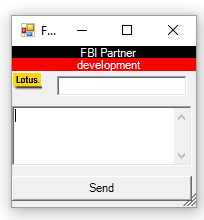 F...
FBI Partner
development
Lotus.
Send